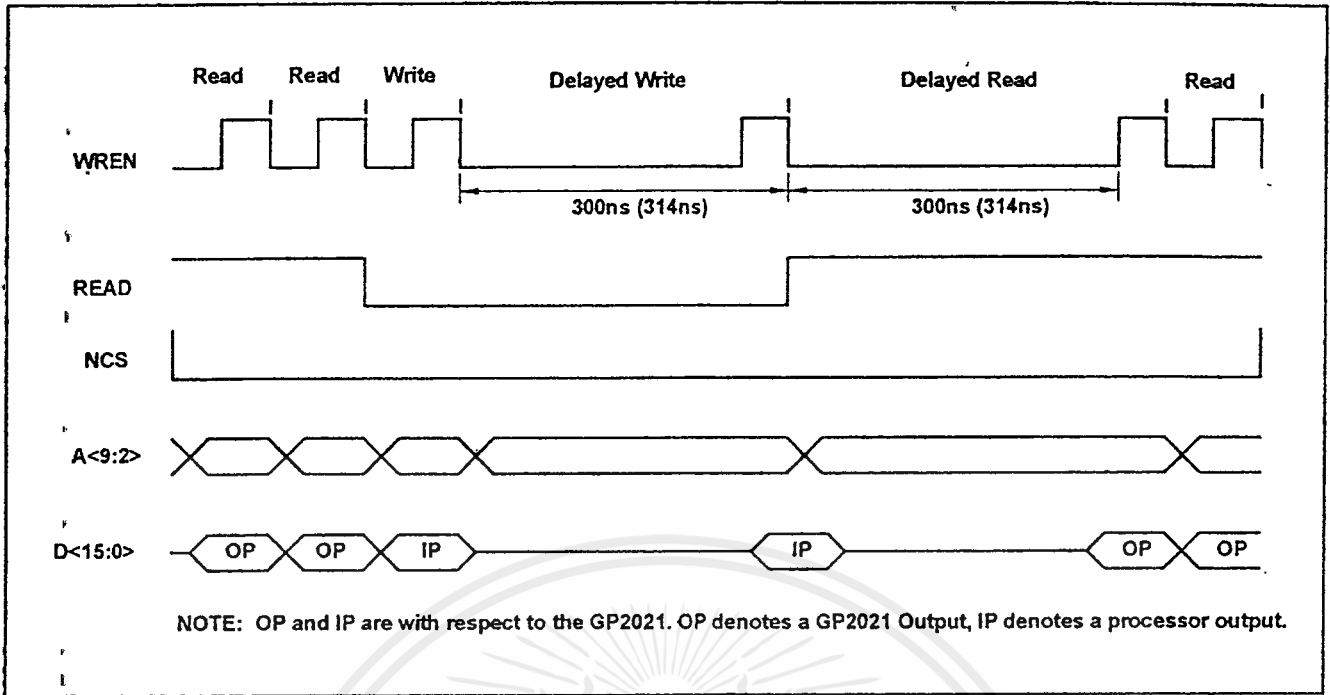 Read Read Write Delayed Write Delayed Read Read
WREN
300ns (314ns) 300ns (314ns)
READ
NCS
A<9:2>
D<15:0> OP OP IP IP OP OP
NOTE: OP and IP are with respect to the GP2021. OP denotes a GP2021 Output, IP denotes a processor output.